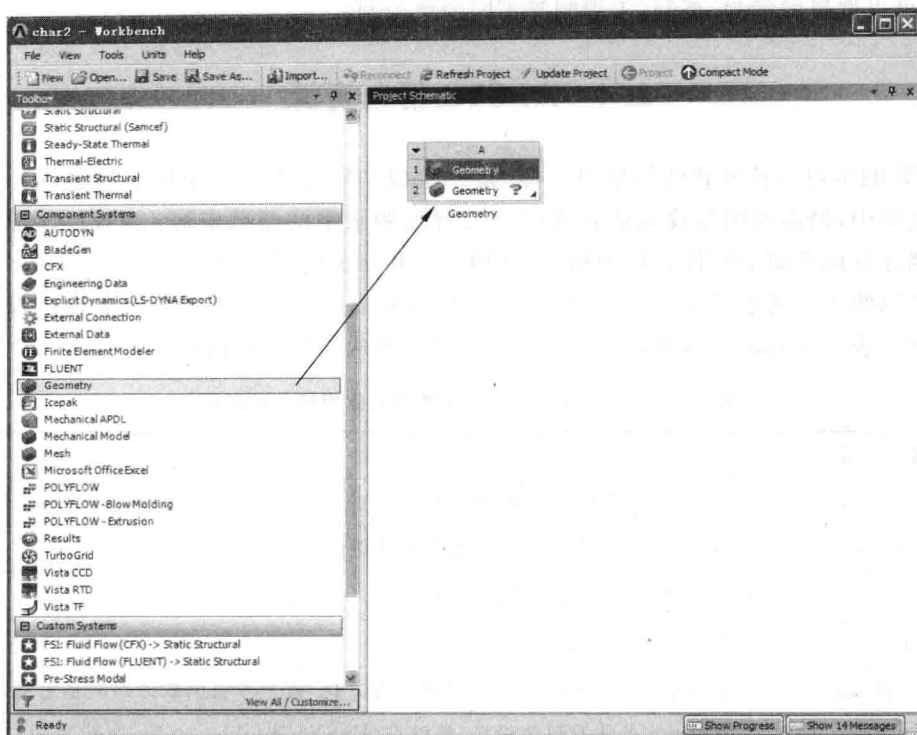 char2 - Workbench
File View Tools Units Help
New Open... Save Save As... Import... Reconnect Refresh Project Update Project Project Compact Mode
Toolbox
Project Schematic
Static Structural
Static Structural (Samcef)
Steady-State Thermal
Thermal-Electric
Transient Structural
Transient Thermal
Component Systems
AUTODYN
BladeGen
CFX
Engineering Data
Explicit Dynamics (LS-DYNA Export)
External Connection
External Data
Finite Element Modeler
FLUENT
Geometry
Icepak
Mechanical APDL
Mechanical Model
Mesh
Microsoft Office Excel
POLYFLOW
POLYFLOW - Blow Molding
POLYFLOW - Extrusion
Results
TurboGrid
Vista CCD
Vista RTD
Vista TF
Custom Systems
FSI: Fluid Flow (CFX) -> Static Structural
FSI: Fluid Flow (FLUENT) -> Static Structural
Pre-Stress Modal
View All / Customize...
A
1 Geometry
2 Geometry ?
Geometry
Ready
Show Progress
Show 14 Messages